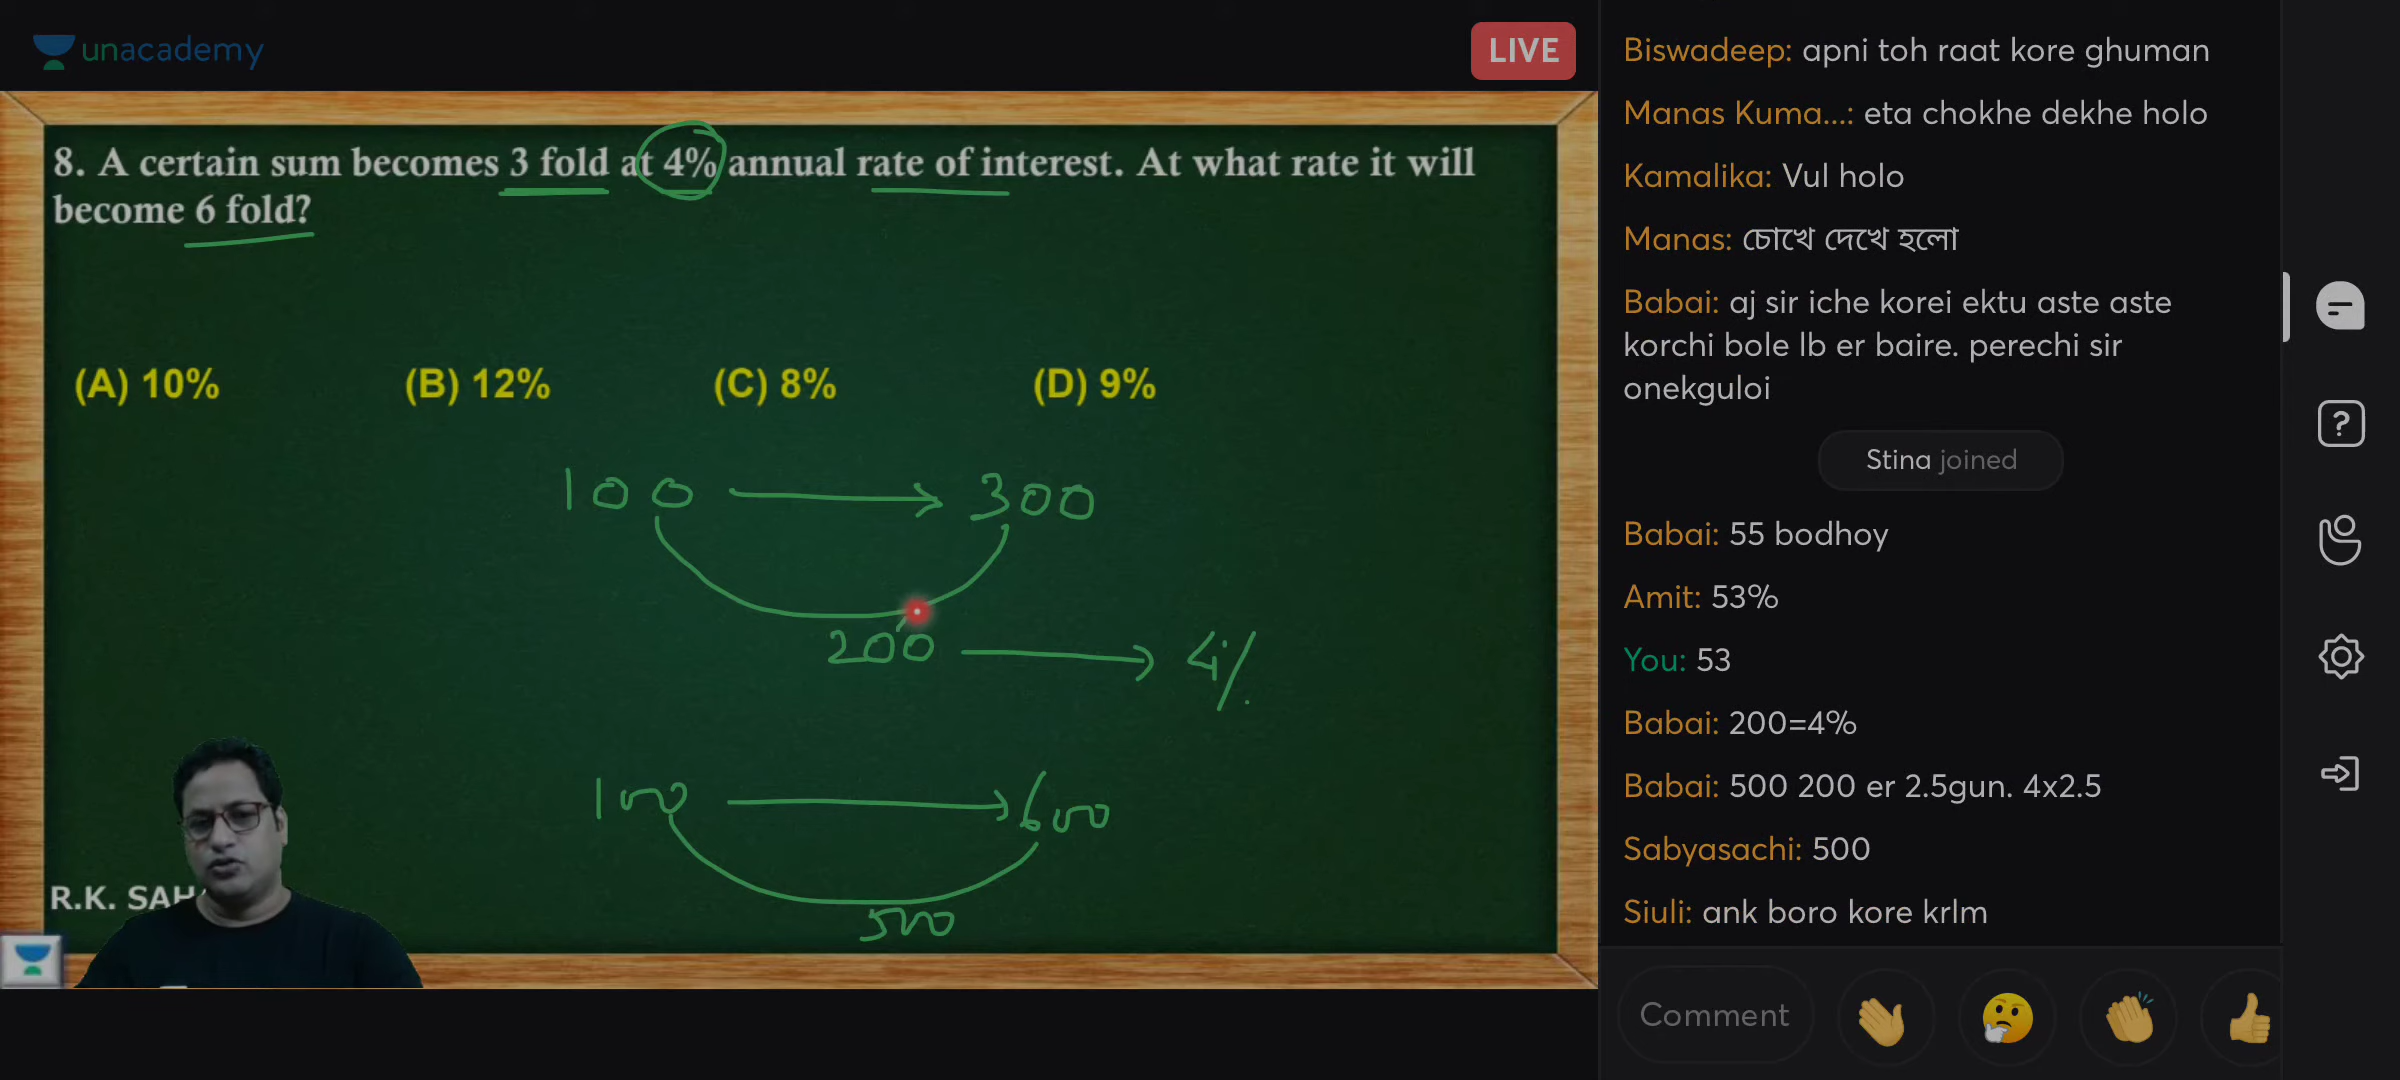 unacademy
LIVE
8. A certain sum becomes 3 fold at 4% annual rate of interest. At what rate it will
become 6 fold?
(A) 10% (B) 12% (C) 8% (D) 9%
100 → 300
200 → 4%
100 → 600
500
R.K. SAH
Biswadeep: apni toh raat kore ghuman
Manas Kuma...: eta chokhe dekhe holo
Kamalika: Vul holo
Manas: চোখে দেখে হলো
Babai: aj sir iche korei ektu aste aste
korchi bole lb er baire. perechi sir
onekguloi
Stina joined
Babai: 55 bodhoy
Amit: 53%
You: 53
Babai: 200=4%
Babai: 500 200 er 2.5gun. 4x2.5
Sabyasachi: 500
Siuli: ank boro kore krlm
Comment